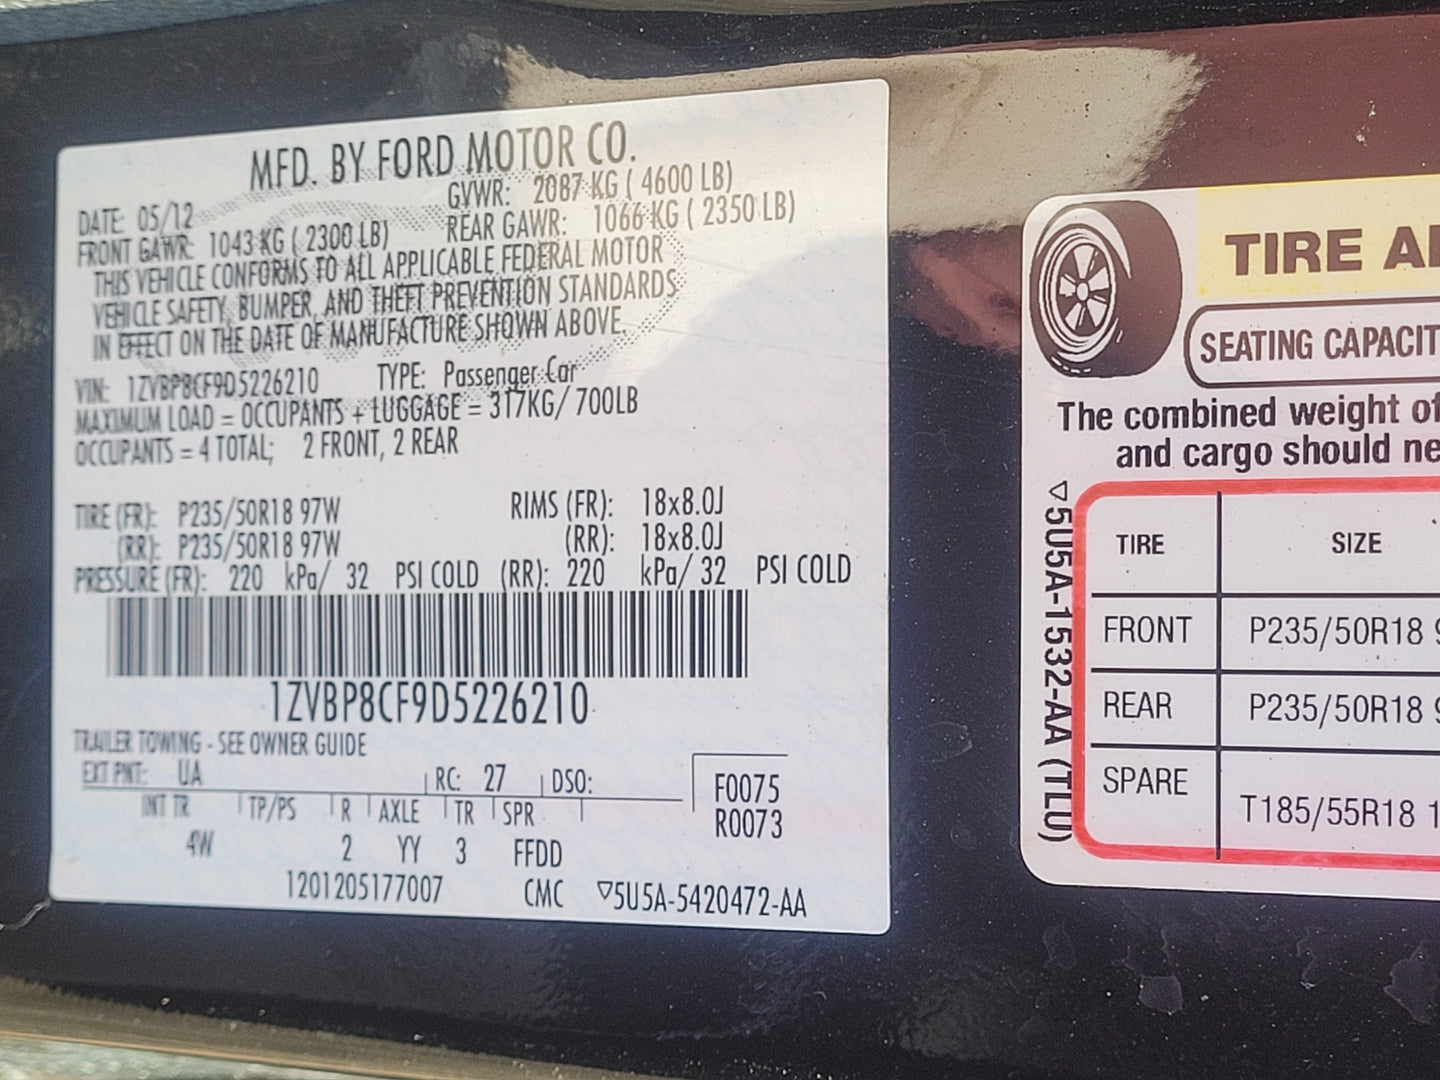 MFD. BY FORD MOTOR CO.
DATE: 05/12 GVWR: 2087 KG ( 4600 LB)
FRONT GAWR: 1043 KG ( 2300 LB) REAR GAWR: 1066 KG ( 2350 LB)
THIS VEHICLE CONFORMS TO ALL APPLICABLE FEDERAL MOTOR
VEHICLE SAFETY, BUMPER, AND THEFT PREVENTION STANDARDS
IN EFFECT ON THE DATE OF MANUFACTURE SHOWN ABOVE.
VIN: 1ZVBP8CF9D5226210 TYPE: Passenger Car
MAXIMUM LOAD = OCCUPANTS + LUGGAGE = 317KG/ 700LB
OCCUPANTS = 4 TOTAL; 2 FRONT, 2 REAR
TIRE (FR): P235/50R18 97W RIMS (FR): 18x8.0J
(RR): P235/50R18 97W (RR): 18x8.0J
PRESSURE (FR): 220 kPa/ 32 PSI COLD (RR): 220 kPa/ 32 PSI COLD
1ZVBP8CF9D5226210
TRAILER TOWING - SEE OWNER GUIDE
EXT PNT: UA RC: 27 DSO:
INT TR TP/PS R AXLE TR SPR
4W 2 YY 3 FFDD
F0075
R0073
1201205177007 CMC ▽5U5A-5420472-AA
TIRE A
SEATING CAPACIT
The combined weight of
and cargo should ne
▽5U5A-1532-AA (TLU)
TIRE SIZE
FRONT P235/50R18 9
REAR P235/50R18 9
SPARE T185/55R18 1